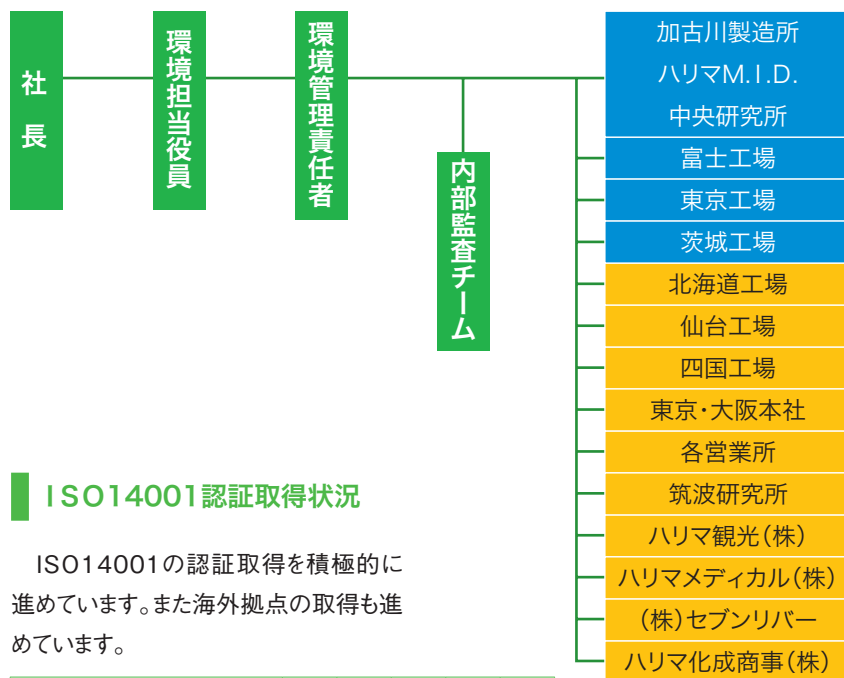 社長
環境担当役員
環境管理責任者
内部監査チーム
加古川製造所
ハリマM.I.D.
中央研究所
富士工場
東京工場
茨城工場
北海道工場
仙台工場
四国工場
東京・大阪本社
各営業所
筑波研究所
ハリマ観光(株)
ハリマメディカル(株)
(株)セブンリバー
ハリマ化成商事(株)
ISO14001認証取得状況
ISO14001の認証取得を積極的に
進めています。また海外拠点の取得も進
めています。